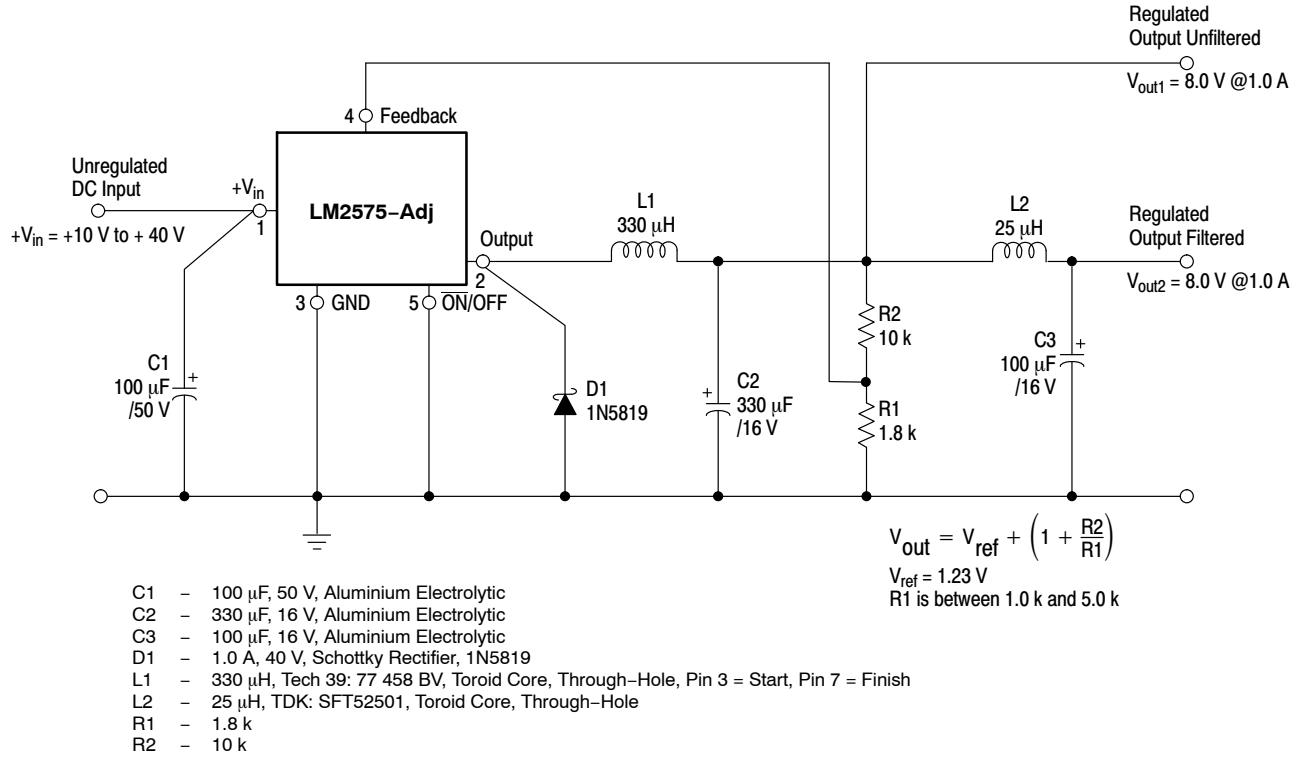 Regulated
Output Unfiltered
Vout1 = 8.0 V @1.0 A
4 Feedback
Unregulated
DC Input
+Vin
1
+Vin = +10 V to + 40 V
LM2575−Adj
Output
2
L1
330 μH
L2
25 μH
Regulated
Output Filtered
Vout2 = 8.0 V @1.0 A
3 GND
5 ON/OFF
R2
10 k
C1
100 μF
/50 V
+
D1
1N5819
+
C2
330 μF
/16 V
R1
1.8 k
C3
100 μF
/16 V
+
Vout = Vref + (1 + R2/R1)
Vref = 1.23 V
R1 is between 1.0 k and 5.0 k
C1 – 100 μF, 50 V, Aluminium Electrolytic
C2 – 330 μF, 16 V, Aluminium Electrolytic
C3 – 100 μF, 16 V, Aluminium Electrolytic
D1 – 1.0 A, 40 V, Schottky Rectifier, 1N5819
L1 – 330 μH, Tech 39: 77 458 BV, Toroid Core, Through−Hole, Pin 3 = Start, Pin 7 = Finish
L2 – 25 μH, TDK: SFT52501, Toroid Core, Through−Hole
R1 – 1.8 k
R2 – 10 k